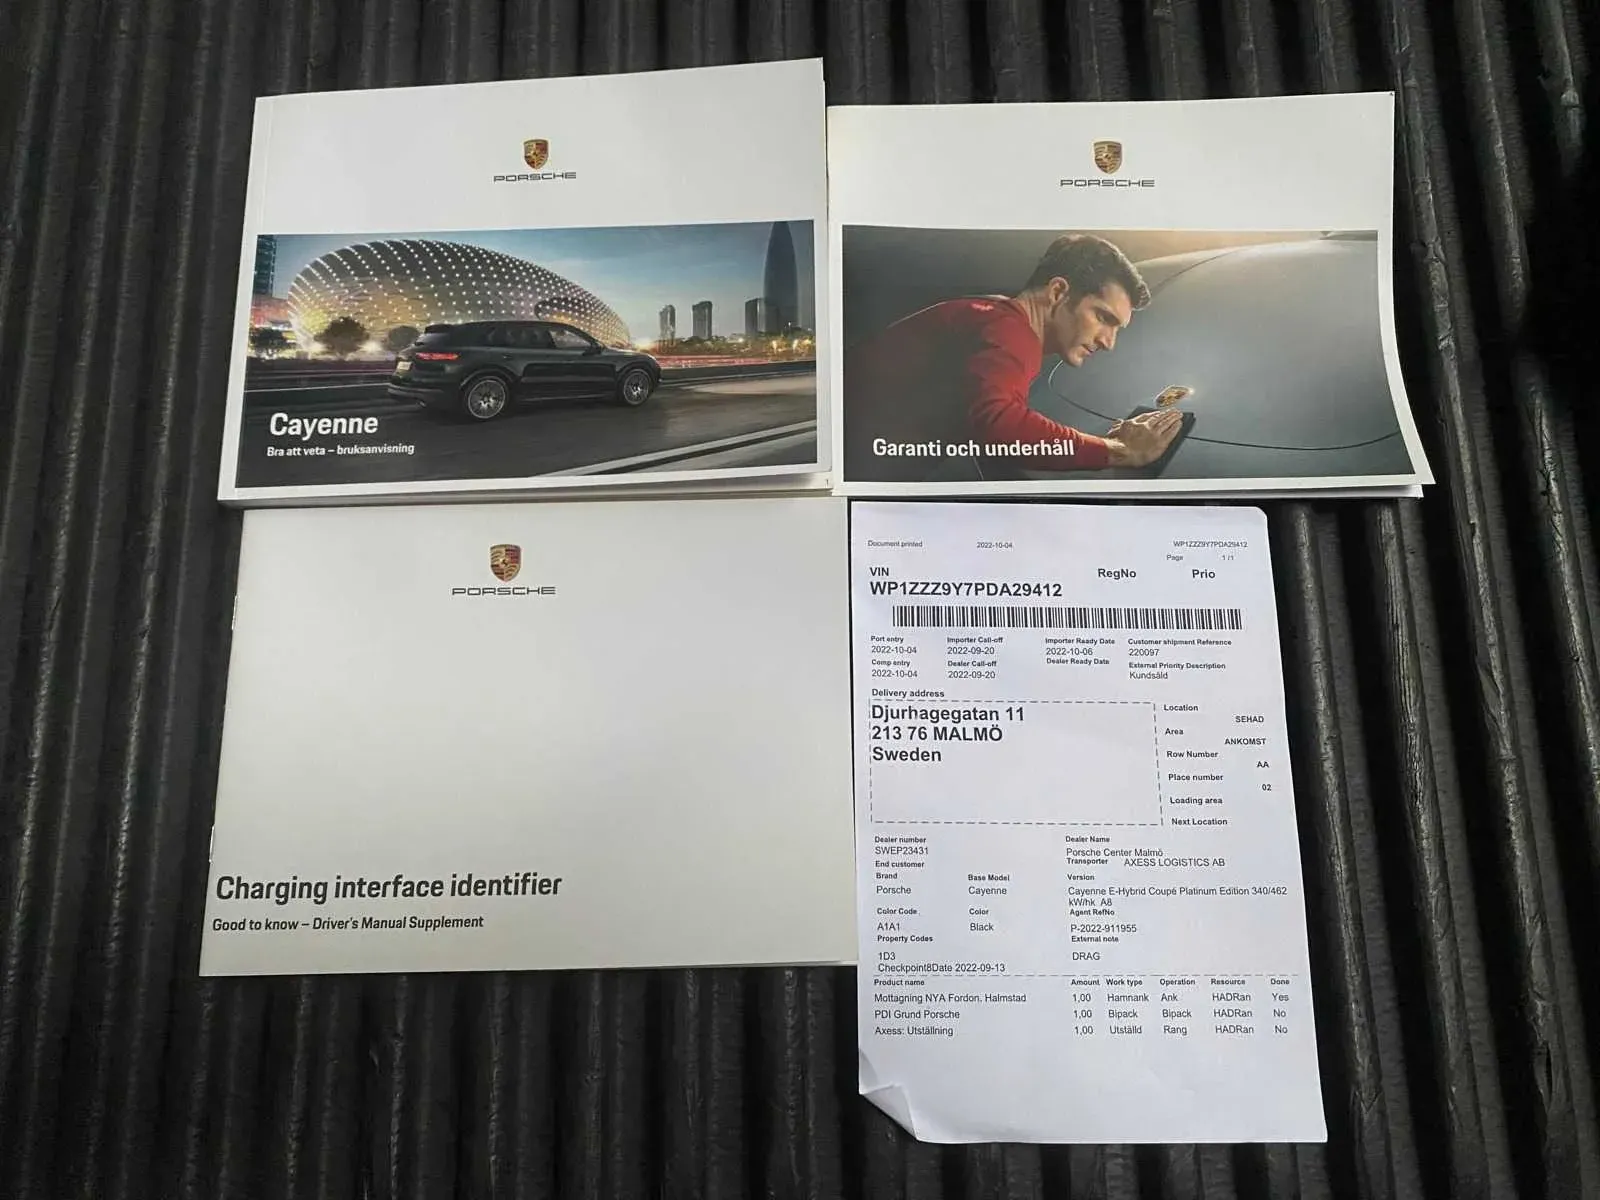 PORSCHE
Cayenne
Bra att veta – bruksanvisning
PORSCHE
Garanti och underhåll
PORSCHE
Charging interface identifier
Good to know – Driver's Manual Supplement
Document printed 2022-10-04 WP1ZZZ9Y7PDA29412
Page 1 /1
VIN RegNo Prio
WP1ZZZ9Y7PDA29412
Port entry Importer Call-off Importer Ready Date Customer shipment Reference
2022-10-04 2022-09-20 2022-10-06 220097
Comp entry Dealer Call-off Dealer Ready Date External Priority Description
2022-10-04 2022-09-20 Kundsåld
Delivery address
Djurhagegatan 11
213 76 MALMÖ
Sweden
Location
SEHAD
Area
ANKOMST
Row Number
AA
Place number
02
Loading area
Next Location
Dealer number Dealer Name
SWEP23431 Porsche Center Malmö
End customer Transporter AXESS LOGISTICS AB
Brand Base Model Version
Porsche Cayenne Cayenne E-Hybrid Coupé Platinum Edition 340/462
kW/hk A8
Color Code Color Agent RefNo
A1A1 Black P-2022-911955
Property Codes External note
1D3 DRAG
Checkpoint8Date 2022-09-13
Product name Amount Work type Operation Resource Done
Mottagning NYA Fordon, Halmstad 1,00 Hamnank Ank HADRan Yes
PDI Grund Porsche 1,00 Bipack Bipack HADRan No
Axess: Utställning 1,00 Utställd Rang HADRan No